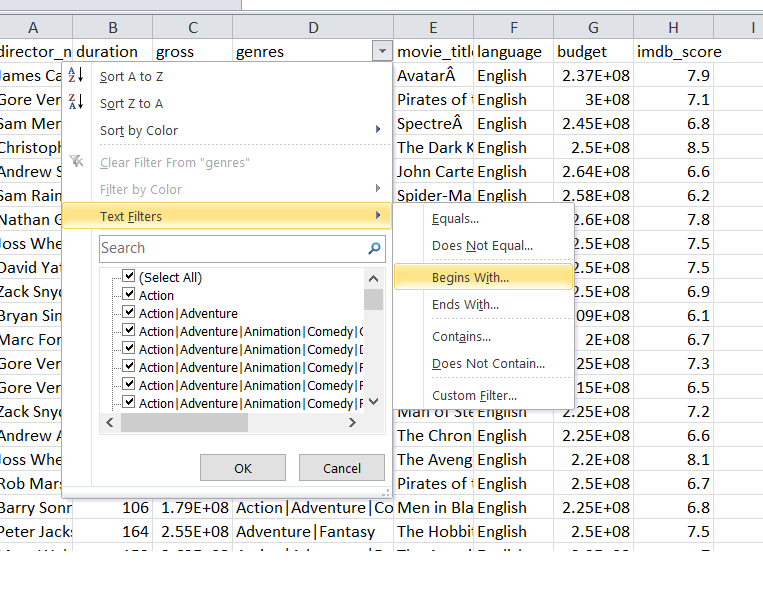 A B C D E F G H I
director_n duration gross genres movie_title language budget imdb_score
James Ca Sort A to Z AvatarÂ English 2.37E+08 7.9
Gore Ver Sort Z to A Pirates of t English 3E+08 7.1
Sam Mer Sort by Color SpectreÂ English 2.45E+08 6.8
Christoph The Dark K English 2.5E+08 8.5
Andrew S Clear Filter From "genres" John Carte English 2.64E+08 6.6
Sam Rain Filter by Color Spider-Ma English 2.58E+08 6.2
Nathan G Text Filters Equals... 2.6E+08 7.8
Joss Whe Search Does Not Equal... 2.5E+08 7.5
David Yat (Select All) Begins With... 2.5E+08 7.5
Zack Snyd Action Ends With... 2.5E+08 6.9
Bryan Sin Action|Adventure 09E+08 6.1
Marc For Action|Adventure|Animation|Comedy|C Contains... 2E+08 6.7
Gore Ver Action|Adventure|Animation|Comedy|D Does Not Contain... 25E+08 7.3
Gore Ver Action|Adventure|Animation|Comedy|F Custom Filter... 15E+08 6.5
Action|Adventure|Animation|Comedy|F
Zack Snyd Action|Adventure|Animation|Comedy|F Man of Ste English 2.25E+08 7.2
Andrew A The Chron English 2.25E+08 6.6
Joss Whe OK Cancel The Aveng English 2.2E+08 8.1
Rob Mars Pirates of t English 2.5E+08 6.7
Barry Sonn 106 1.79E+08 Action|Adventure|Co Men in Bla English 2.25E+08 6.8
Peter Jacks 164 2.55E+08 Adventure|Fantasy The Hobbit English 2.5E+08 7.5